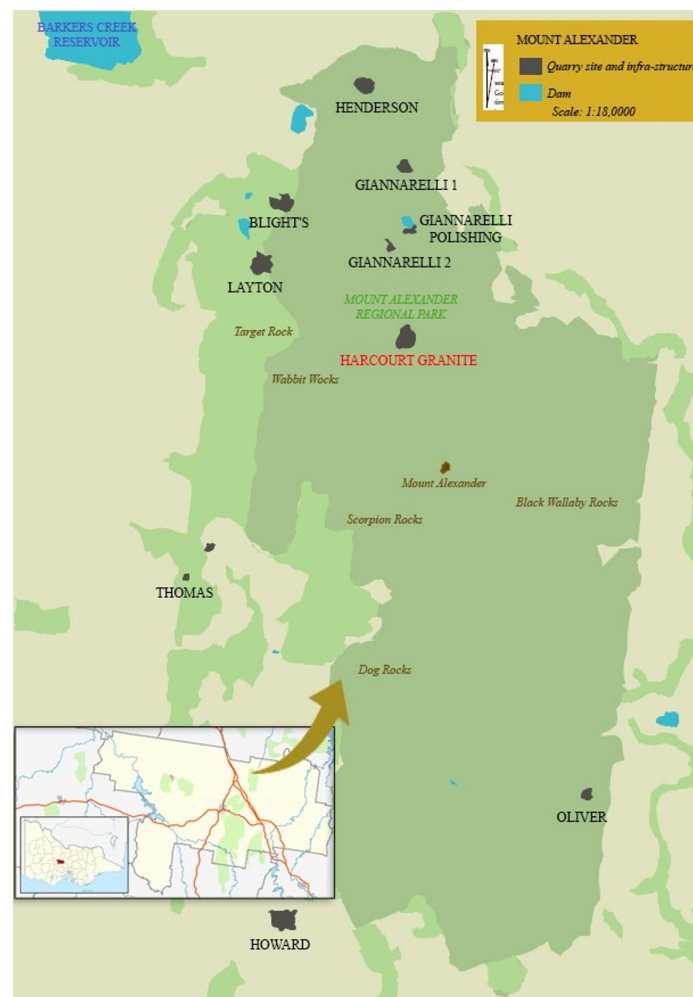 BARKERS CREEK
RESERVOIR
MOUNT ALEXANDER
Quarry site and infra-structure
Dam
Scale: 1:18,0000
HENDERSON
GIANNARELLI 1
BLIGHT'S
GIANNARELLI
POLISHING
GIANNARELLI 2
LAYTON
MOUNT ALEXANDER
REGIONAL PARK
Target Rock
HARCOURT GRANITE
Wabbit Wocks
Mount Alexander
Black Wallaby Rocks
Scorpion Rocks
THOMAS
Dog Rocks
OLIVER
HOWARD